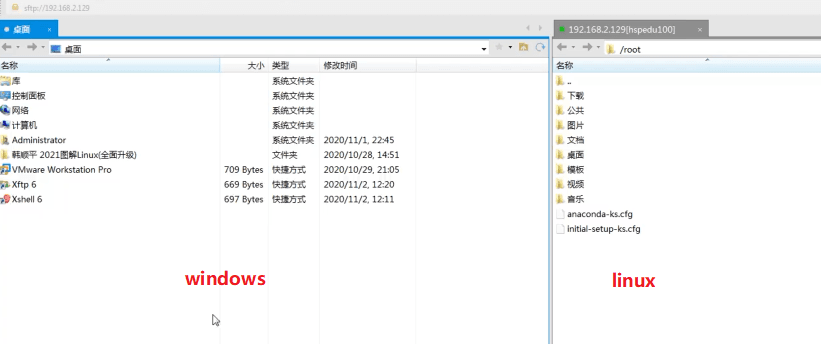 sftp://192.168.2.129
桌面
192.168.2.129[hspedu100]
桌面
/root
名称 大小 类型 修改时间
名称
库 系统文件夹
控制面板 系统文件夹
网络 系统文件夹
计算机 系统文件夹
Administrator 系统文件夹 2020/11/1, 22:45
韩顺平 2021图解Linux(全面升级) 文件夹 2020/10/28, 14:51
VMware Workstation Pro 709 Bytes 快捷方式 2020/10/29, 21:05
Xftp 6 669 Bytes 快捷方式 2020/11/2, 12:20
Xshell 6 697 Bytes 快捷方式 2020/11/2, 12:11
..
下载
公共
图片
文档
桌面
模板
视频
音乐
anaconda-ks.cfg
initial-setup-ks.cfg
windows
linux